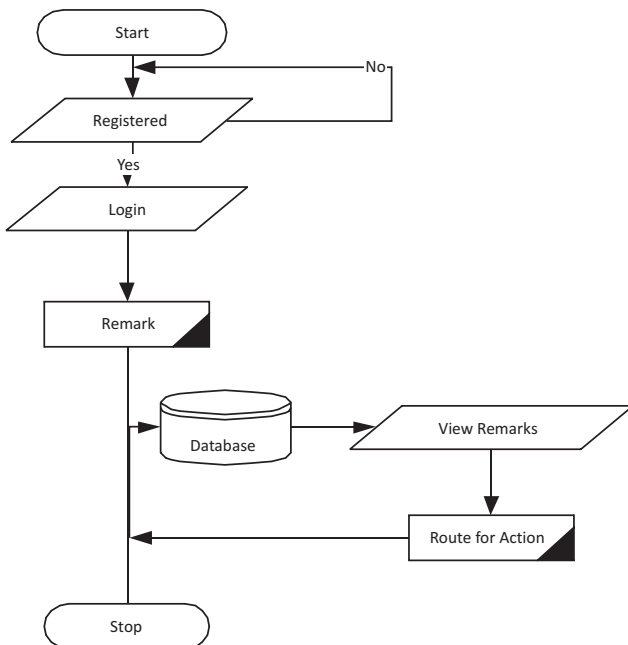 Start
No
Registered
Yes
Login
Remark
Database
View Remarks
Route for Action
Stop